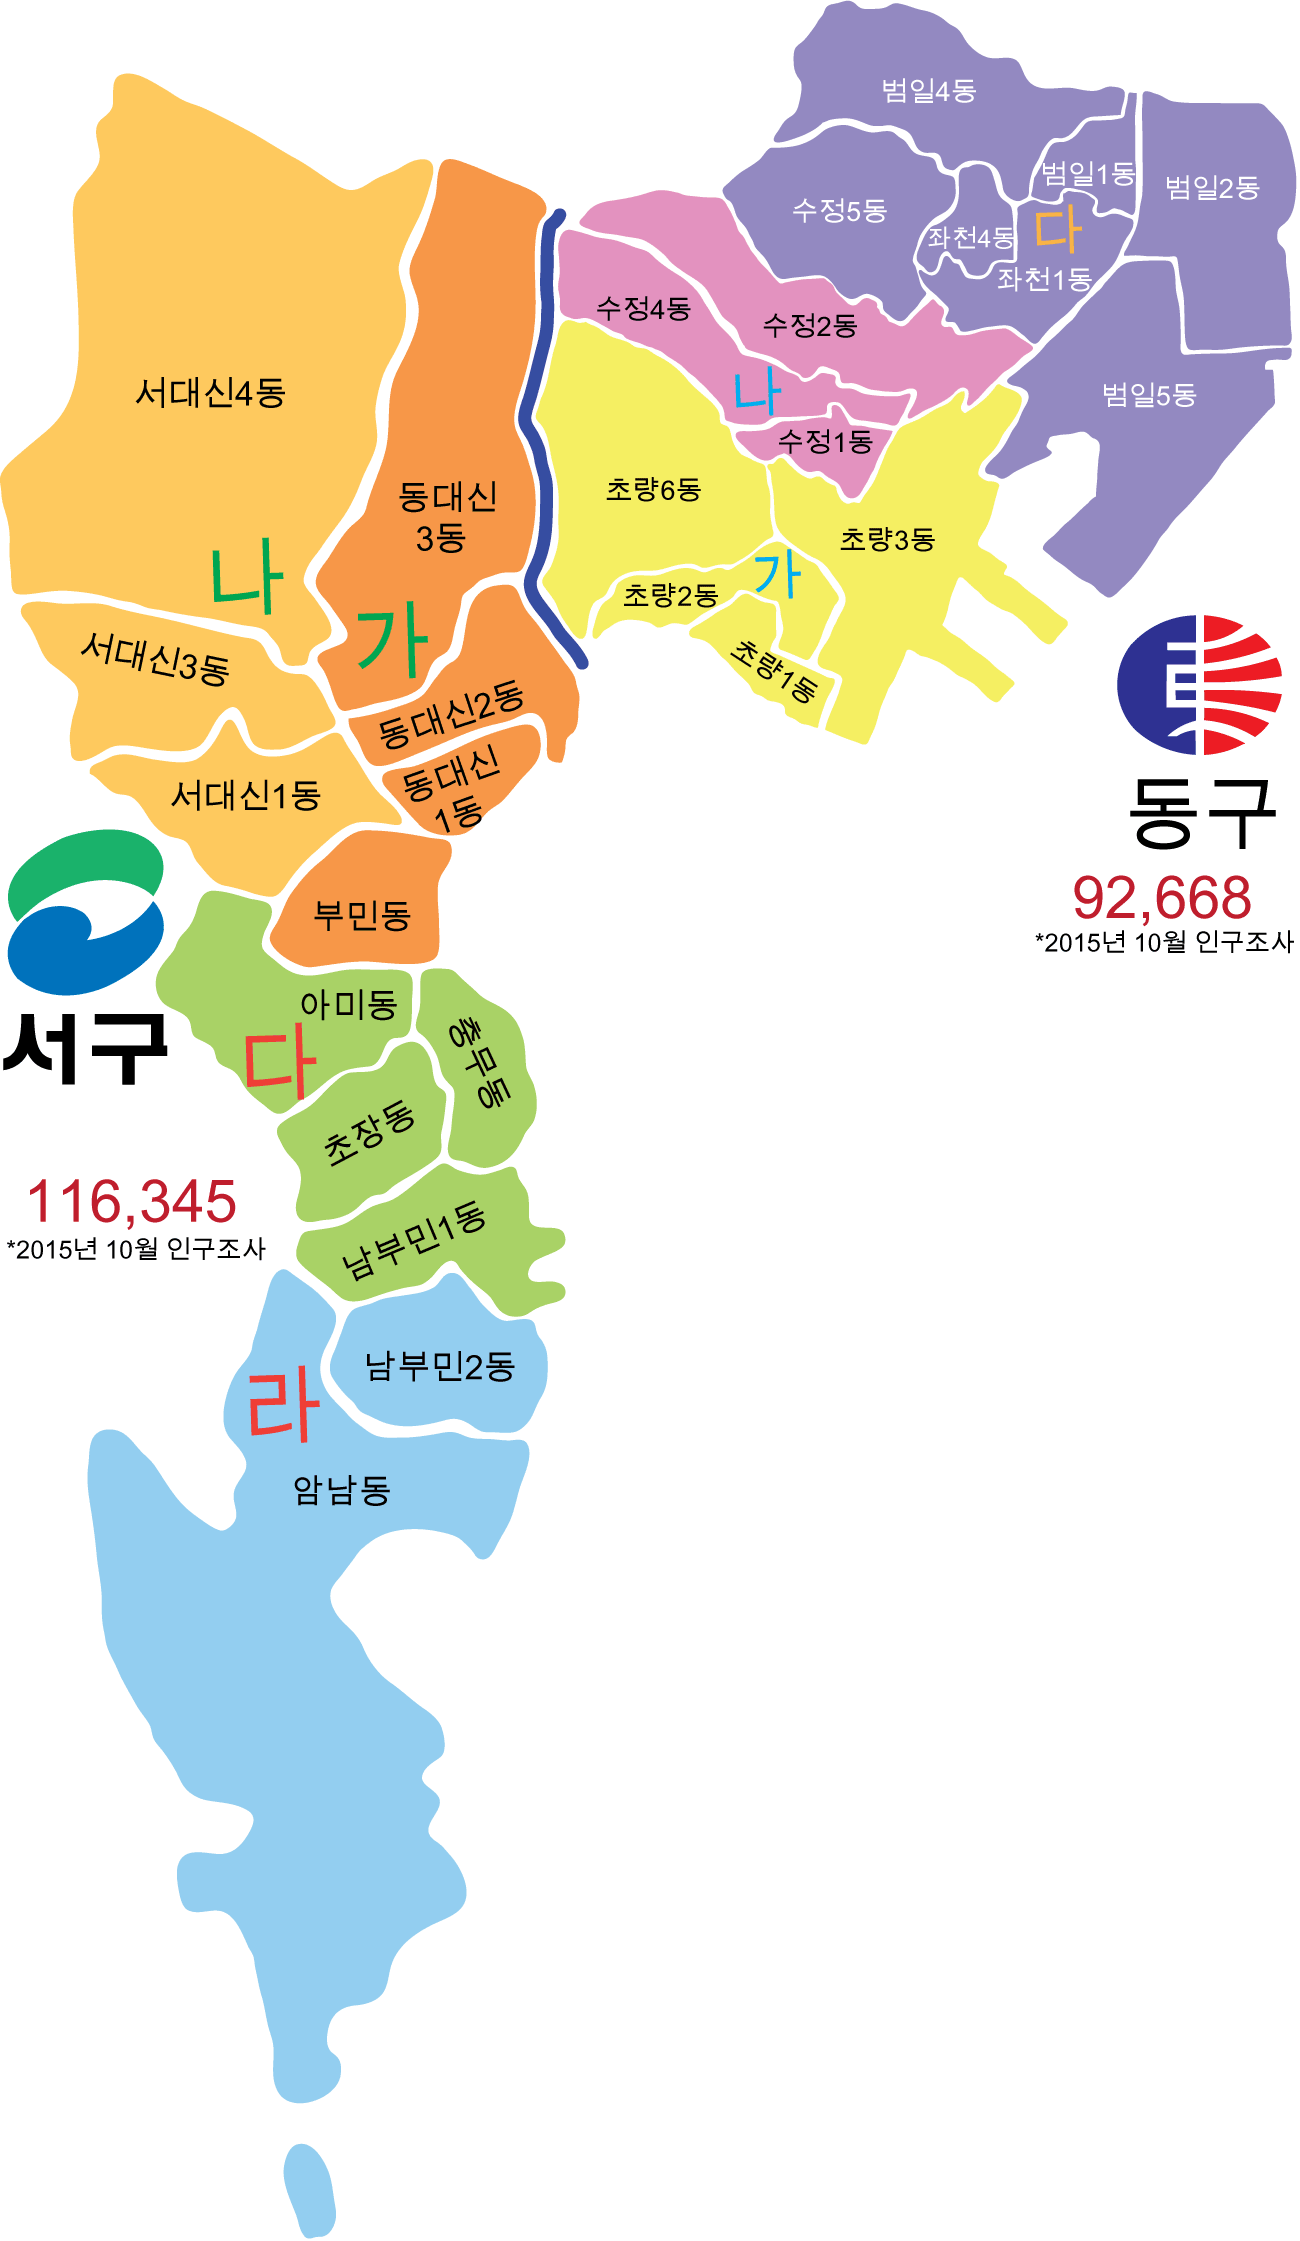 범일4동
범일1동
범일2동
수정5동
다
좌천4동
좌천1동
수정4동
수정2동
나
범일5동
수정1동
초량6동
초량3동
가
초량2동
초량1동
동구
92,668
*2015년 10월 인구조사
서대신4동
동대신
3동
나
가
서대신3동
동대신2동
동대신
1동
서대신1동
부민동
서구
아미동
다
충무동
초장동
116,345
*2015년 10월 인구조사
남부민1동
남부민2동
라
암남동